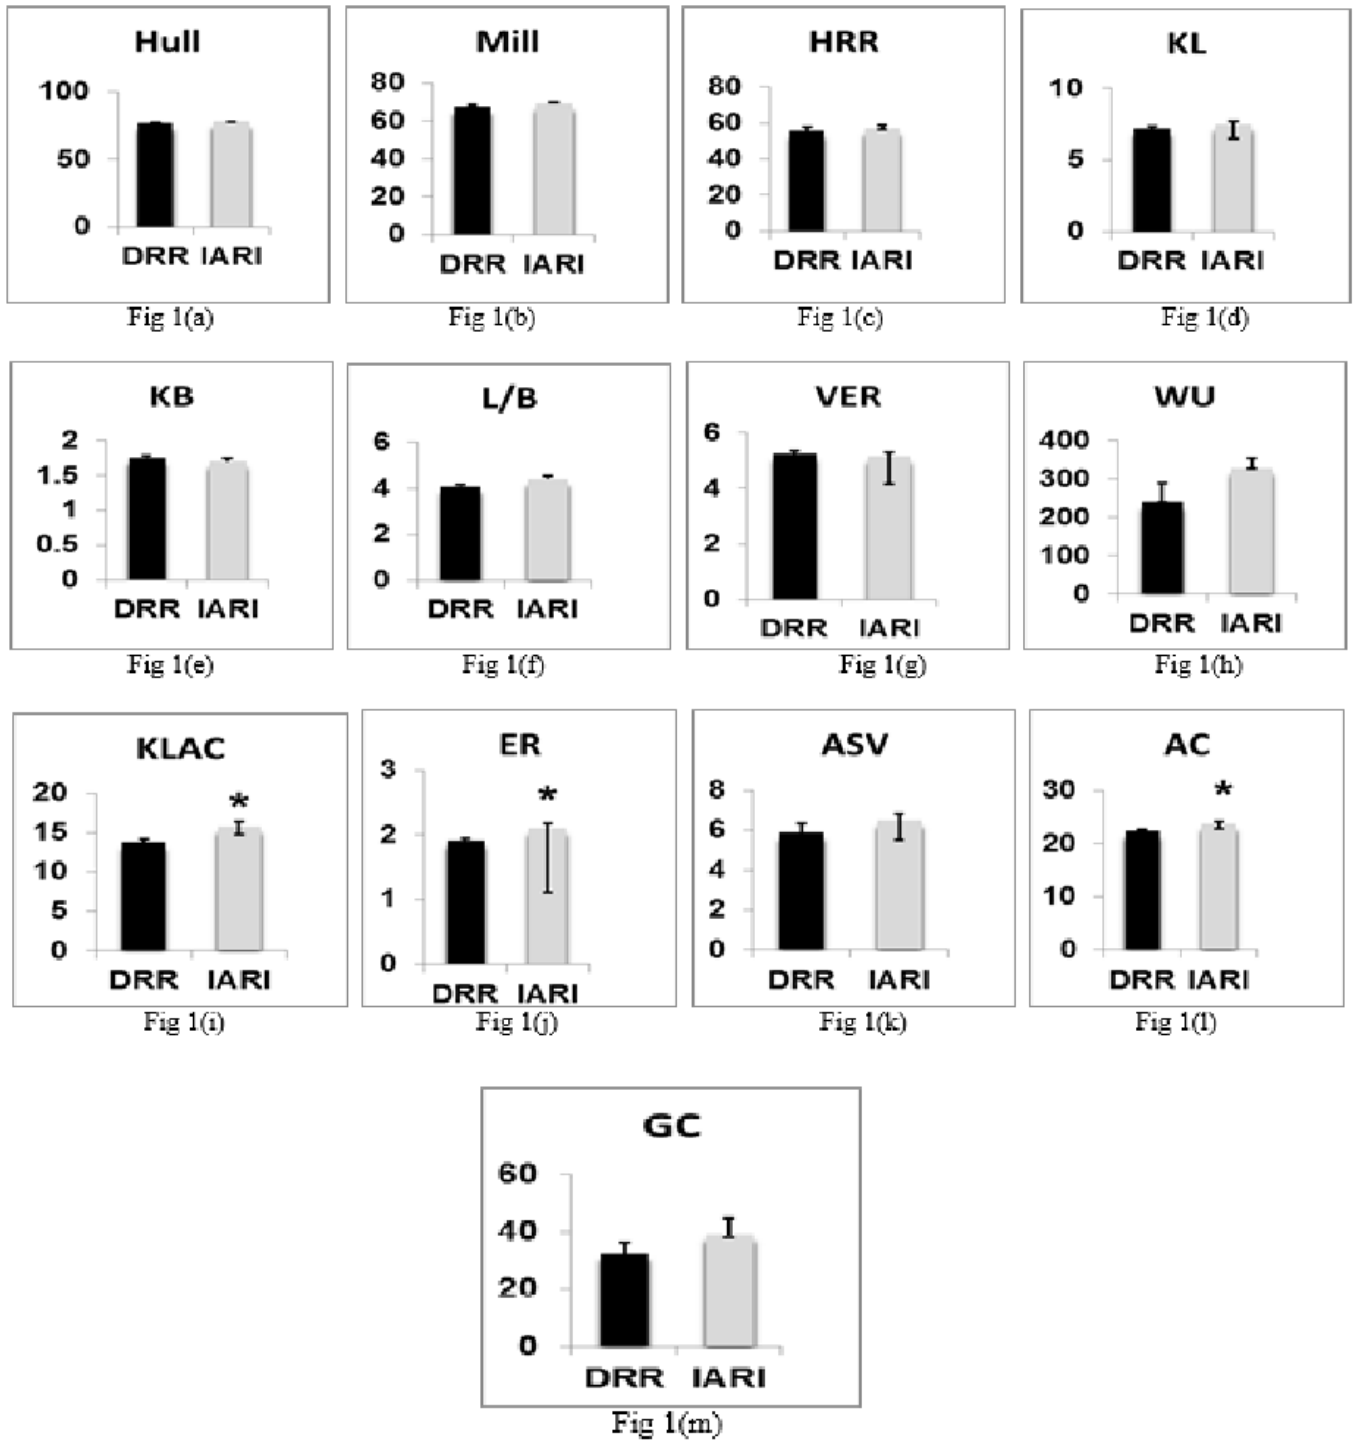 Hull
100
50
0
DRR IARI
Fig 1(a)
Mill
80
60
40
20
0
DRR IARI
Fig 1(b)
HRR
80
60
40
20
0
DRR IARI
Fig 1(c)
KL
10
5
0
DRR IARI
Fig 1(d)
KB
2
1.5
1
0.5
0
DRR IARI
Fig 1(e)
L/B
6
4
2
0
DRR IARI
Fig 1(f)
VER
6
4
2
0
DRR IARI
Fig 1(g)
WU
400
300
200
100
0
DRR IARI
Fig 1(h)
KLAC
20
15
10
5
0
*
DRR IARI
Fig 1(i)
ER
3
2
1
0
*
DRR IARI
Fig 1(j)
ASV
8
6
4
2
0
DRR IARI
Fig 1(k)
AC
30
20
10
0
*
DRR IARI
Fig 1(l)
GC
60
40
20
0
DRR IARI
Fig 1(m)